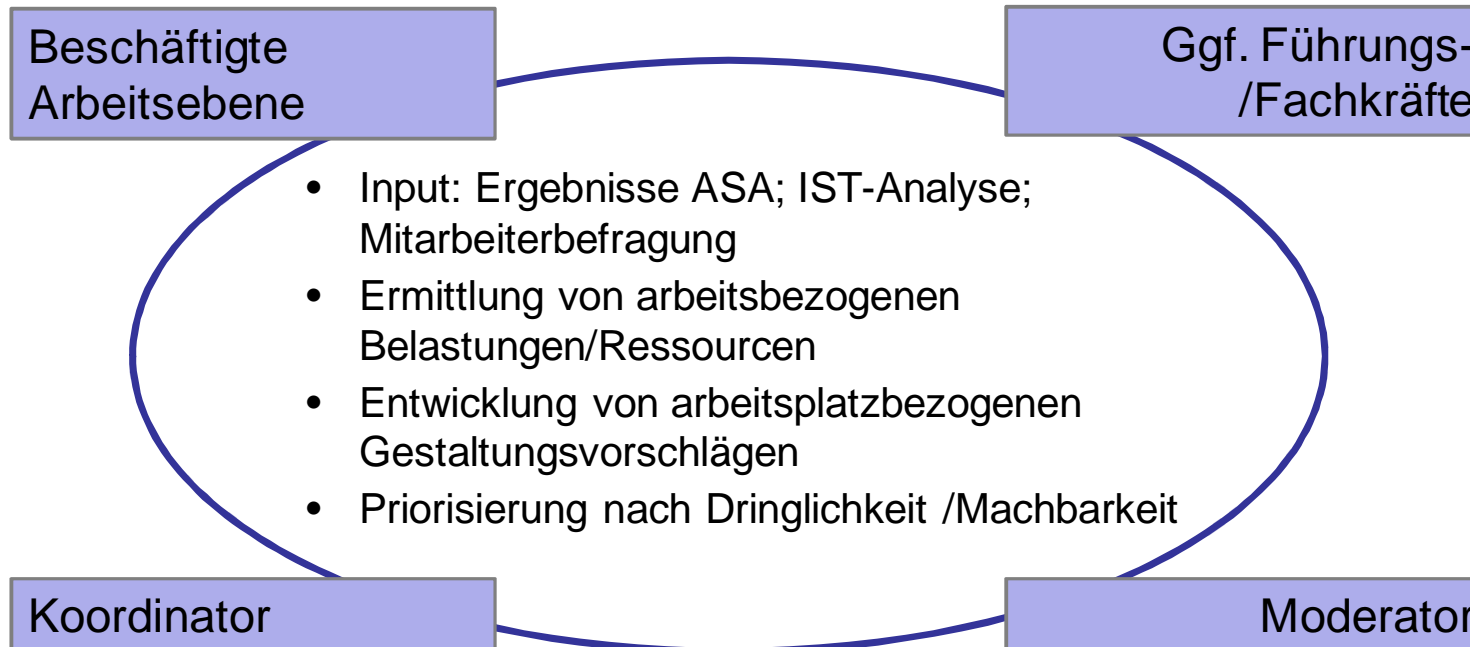 Beschäftigte
Arbeitsebene
Ggf. Führungs-
/Fachkräfte
• Input: Ergebnisse ASA; IST-Analyse;
Mitarbeiterbefragung
• Ermittlung von arbeitsbezogenen
Belastungen/Ressourcen
• Entwicklung von arbeitsplatzbezogenen
Gestaltungsvorschlägen
• Priorisierung nach Dringlichkeit /Machbarkeit
Koordinator
Moderator